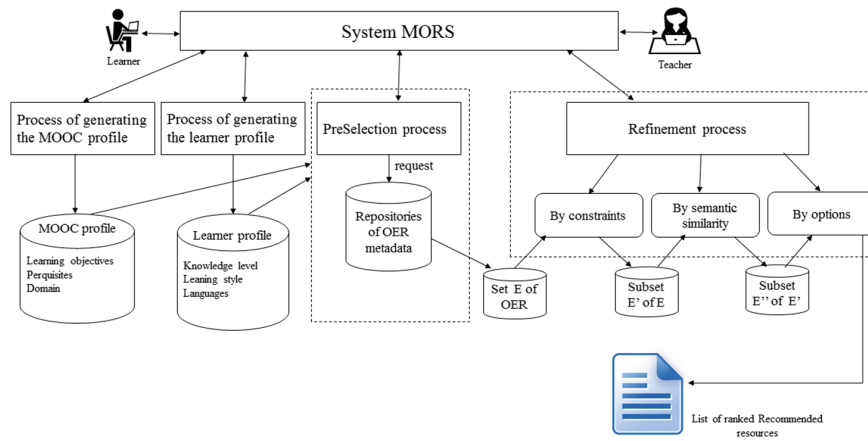 System MORS
Learner
Teacher
Process of generating
the MOOC profile
Process of generating
the learner profile
PreSelection process
Refinement process
request
MOOC profile
Learning objectives
Perquisites
Domain
Learner profile
Knowledge level
Leaning style
Languages
Repositories
of OER
metadata
By constraints
By semantic
similarity
By options
Set E of
OER
Subset
E' of E
Subset
E'' of E'
List of ranked Recommended
resources